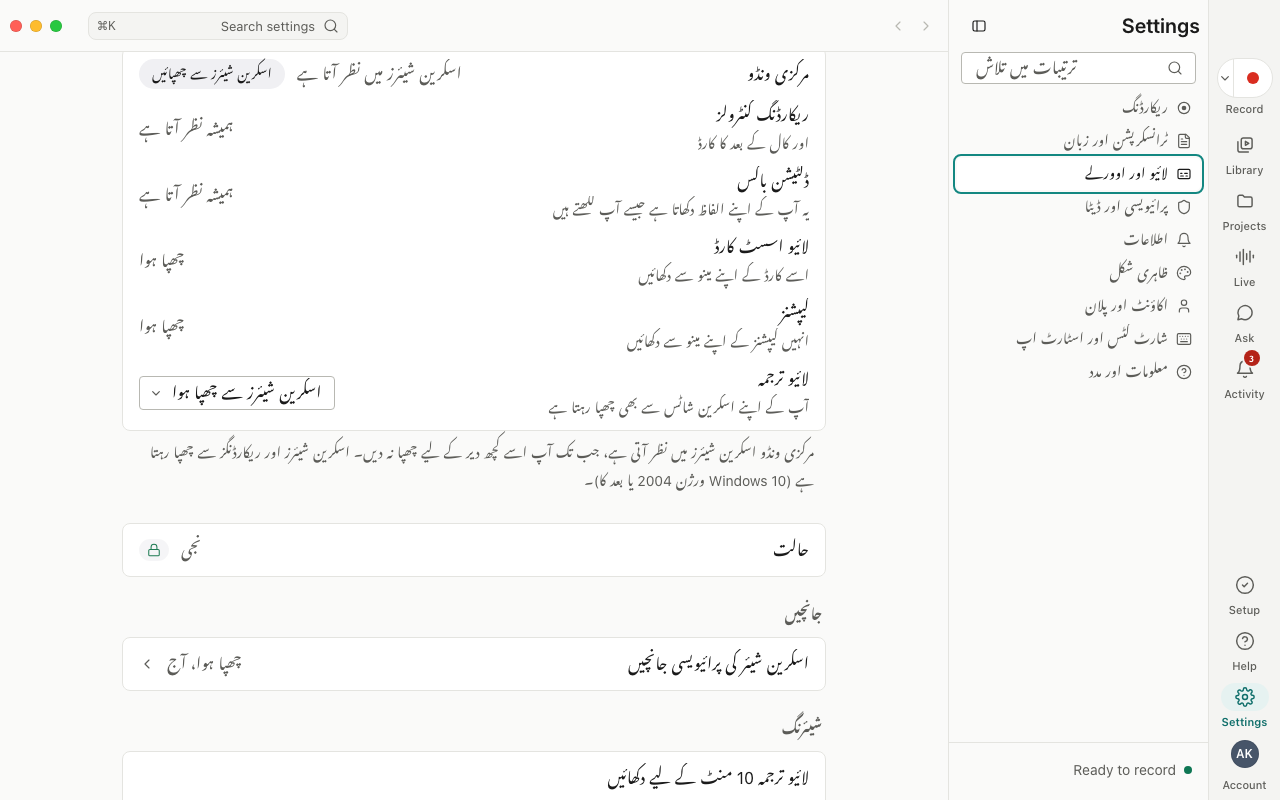 ⌘K
Search settings
Settings
ترتیبات میں تلاش
ریکارڈنگ
ٹرانسکرپشن اور زبان
لائیو اور اوورلے
پرائیویسی اور ڈیٹا
اطلاعات
ظاہری شکل
اکاؤنٹ اور پلان
شارٹ کٹس اور اسٹارٹ اپ
معلومات اور مدد
Ready to record
Record
Library
Projects
Live
Ask
3
Activity
Setup
Help
Settings
AK
Account
مرکزی ونڈو
اسکرین شیئرز میں نظر آتا ہے
اسکرین شیئرز سے چھپائیں
ریکارڈنگ کنٹرولز
اور کال کے بعد کا کارڈ
ہمیشہ نظر آتا ہے
ڈکٹیشن باکس
یہ آپ کے اپنے الفاظ دکھاتا ہے جیسے آپ لکھتے ہیں
ہمیشہ نظر آتا ہے
لائیو اسسٹ کارڈ
اسے کارڈ کے اپنے مینو سے دکھائیں
چھپا ہوا
کیپشنز
انہیں کیپشنز کے اپنے مینو سے دکھائیں
چھپا ہوا
لائیو ترجمہ
آپ کے اپنے اسکرین شاٹس سے بھی چھپا رہتا ہے
اسکرین شیئرز سے چھپا ہوا
مرکزی ونڈو اسکرین شیئرز میں نظر آتی ہے، جب تک آپ اسے کچھ دیر کے لیے چھپا نہ دیں۔ اسکرین شیئرز اور ریکارڈنگز سے چھپا رہتا
ہے (Windows 10 ورژن 2004 یا بعد کا)۔
حالت
نجی
جانچیں
اسکرین شیئر کی پرائیویسی جانچیں
چھپا ہوا، آج
شیئرنگ
لائیو ترجمہ 10 منٹ کے لیے دکھائیں